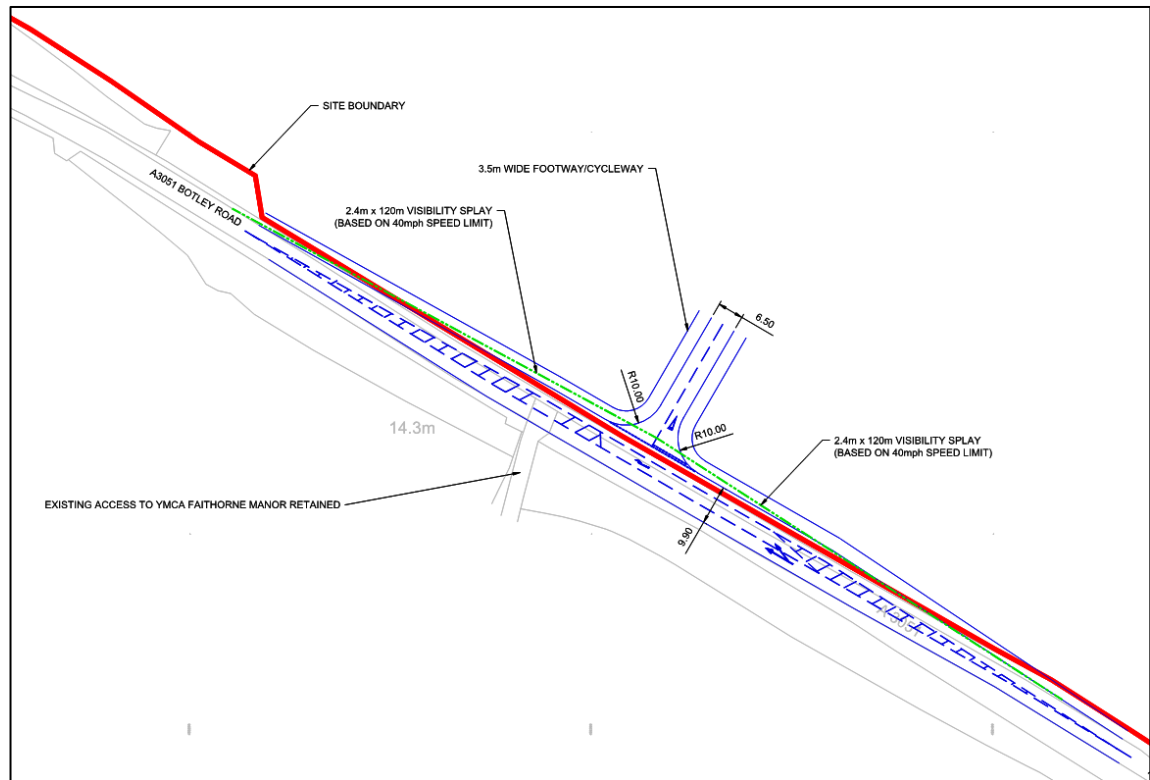 SITE BOUNDARY
3.5m WIDE FOOTWAY/CYCLEWAY
A3051 BOTLEY ROAD
2.4m x 120m VISIBILITY SPLAY
(BASED ON 40mph SPEED LIMIT)
6.50
R10.00
14.3m
R10.00
2.4m x 120m VISIBILITY SPLAY
(BASED ON 40mph SPEED LIMIT)
EXISTING ACCESS TO YMCA FAITHORNE MANOR RETAINED
9.90
A 3051